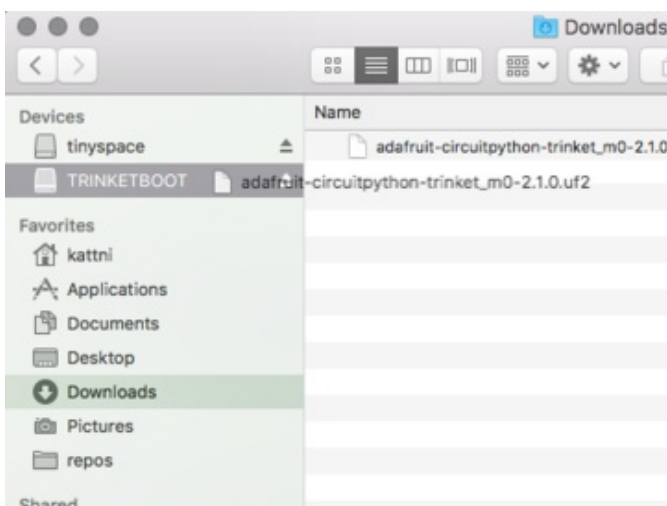 Downloads
Devices
Name
tinyspace
adafruit-circuitpython-trinket_m0-2.1.0
TRINKETBOOT
adafruit-circuitpython-trinket_m0-2.1.0.uf2
Favorites
kattni
Applications
Documents
Desktop
Downloads
Pictures
repos
Shared